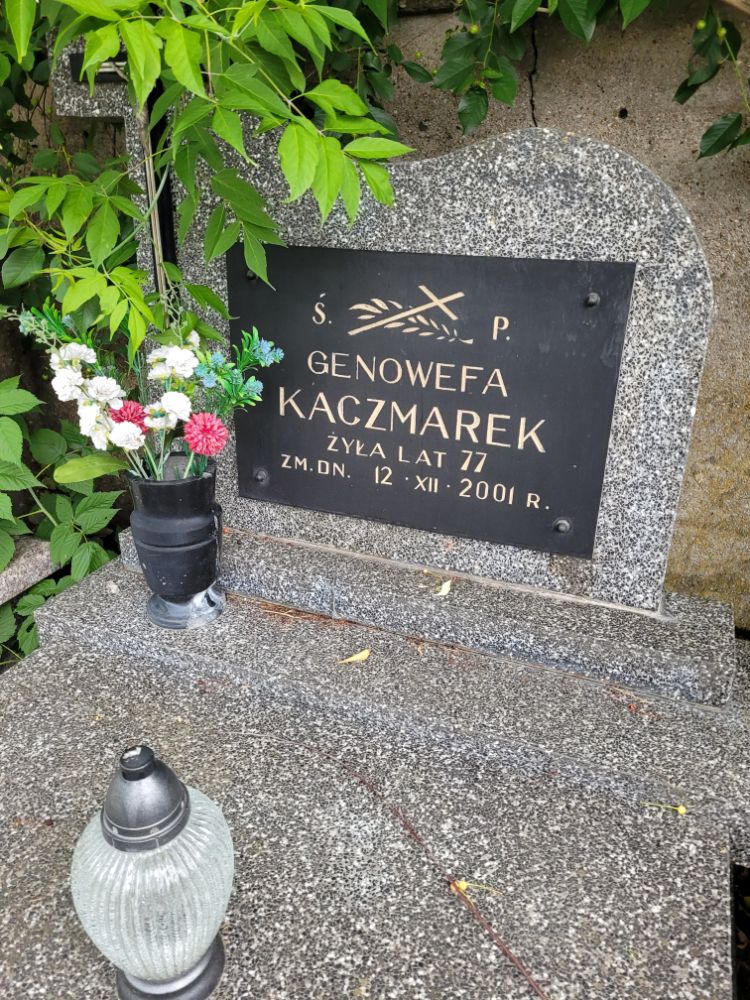 Ś. P.
GENOWEFA
KACZMAREK
ŻYŁA LAT 77
ZM. DN. 12 · XII · 2001 R.